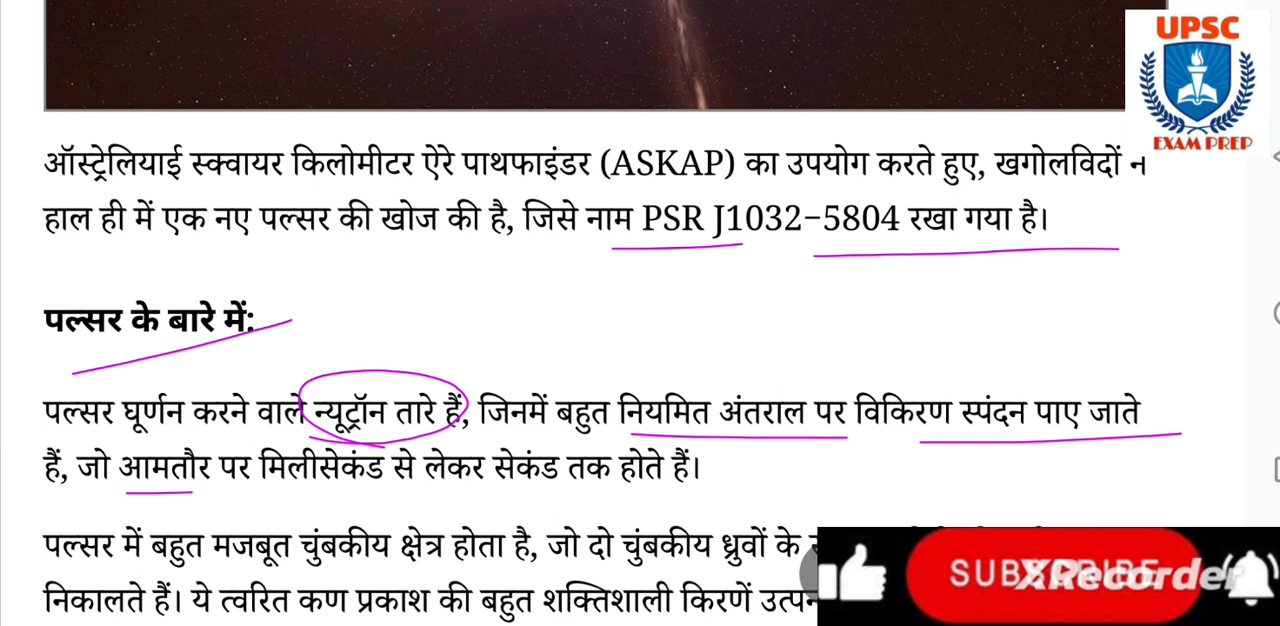 UPSC
EXAM PREP
ऑस्ट्रेलियाई स्क्वायर किलोमीटर ऐरे पाथफाइंडर (ASKAP) का उपयोग करते हुए, खगोलविदों
हाल ही में एक नए पल्सर की खोज की है, जिसे नाम PSR J1032–5804 रखा गया है।
पल्सर के बारे में:
पल्सर घूर्णन करने वाले न्यूट्रॉन तारे हैं, जिनमें बहुत नियमित अंतराल पर विकिरण स्पंदन पाए जाते
हैं, जो आमतौर पर मिलीसेकंड से लेकर सेकंड तक होते हैं।
पल्सर में बहुत मजबूत चुंबकीय क्षेत्र होता है, जो दो चुंबकीय ध्रुवों के
निकालते हैं। ये त्वरित कण प्रकाश की बहुत शक्तिशाली किरणें
SUBSCRIBE
XRecorder